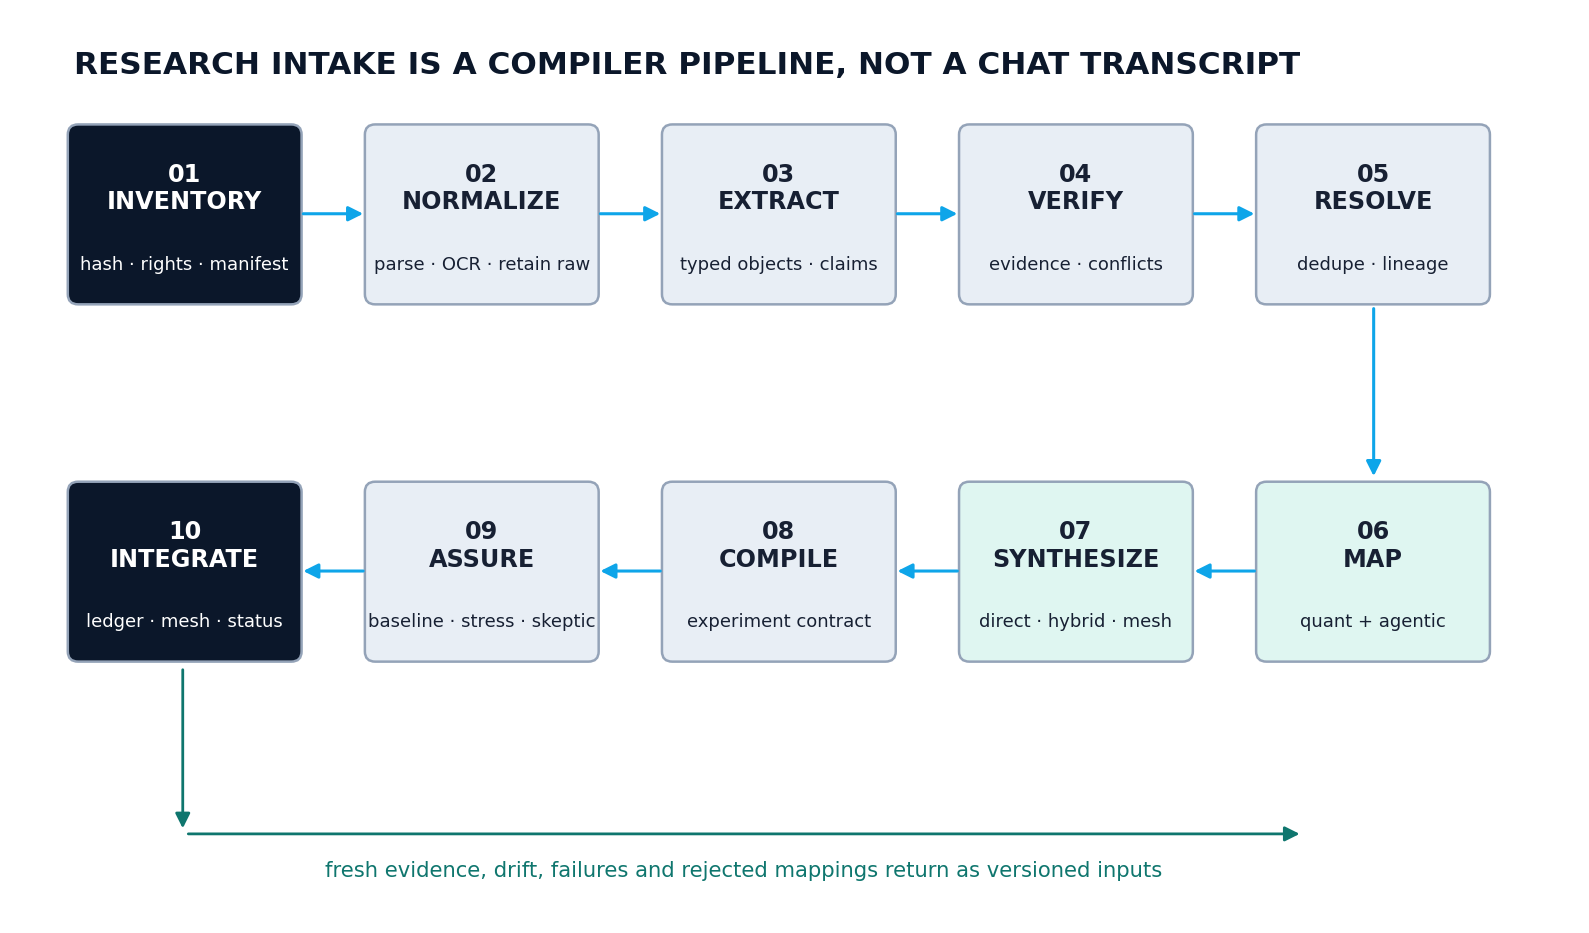 RESEARCH INTAKE IS A COMPILER PIPELINE, NOT A CHAT TRANSCRIPT
01
INVENTORY
hash · rights · manifest
02
NORMALIZE
parse · OCR · retain raw
03
EXTRACT
typed objects · claims
04
VERIFY
evidence · conflicts
05
RESOLVE
dedupe · lineage
06
MAP
quant + agentic
07
SYNTHESIZE
direct · hybrid · mesh
08
COMPILE
experiment contract
09
ASSURE
baseline · stress · skeptic
10
INTEGRATE
ledger · mesh · status
fresh evidence, drift, failures and rejected mappings return as versioned inputs